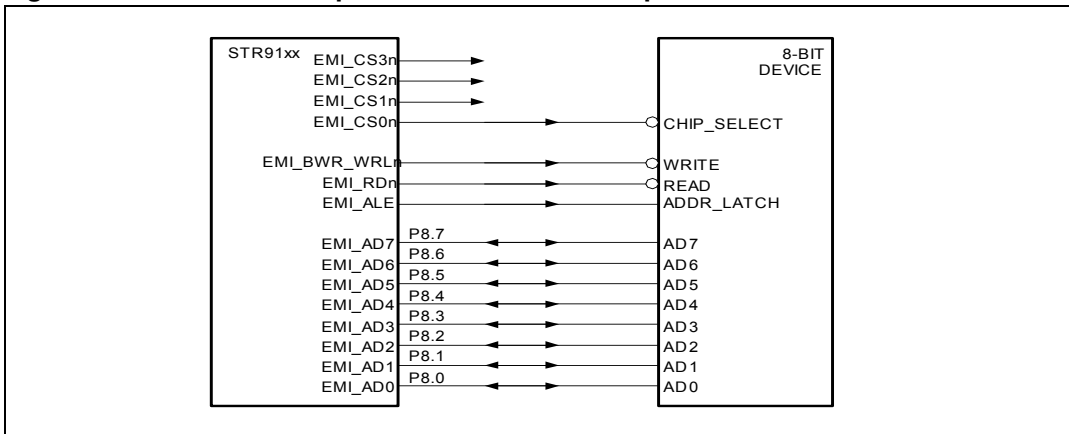 STR91xx
EMI_CS3n
EMI_CS2n
EMI_CS1n
EMI_CS0n
EMI_BWR_WRLn
EMI_RDn
EMI_ALE
EMI_AD7
EMI_AD6
EMI_AD5
EMI_AD4
EMI_AD3
EMI_AD2
EMI_AD1
EMI_AD0
P8.7
P8.6
P8.5
P8.4
P8.3
P8.2
P8.1
P8.0
8-BIT
DEVICE
CHIP_SELECT
WRITE
READ
ADDR_LATCH
AD7
AD6
AD5
AD4
AD3
AD2
AD1
AD0